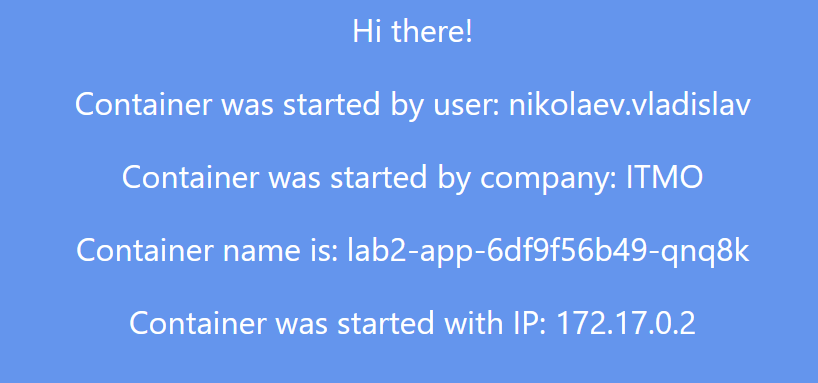 Hi there!
Container was started by user: nikolaev.vladislav
Container was started by company: ITMO
Container name is: lab2-app-6df9f56b49-qnq8k
Container was started with IP: 172.17.0.2